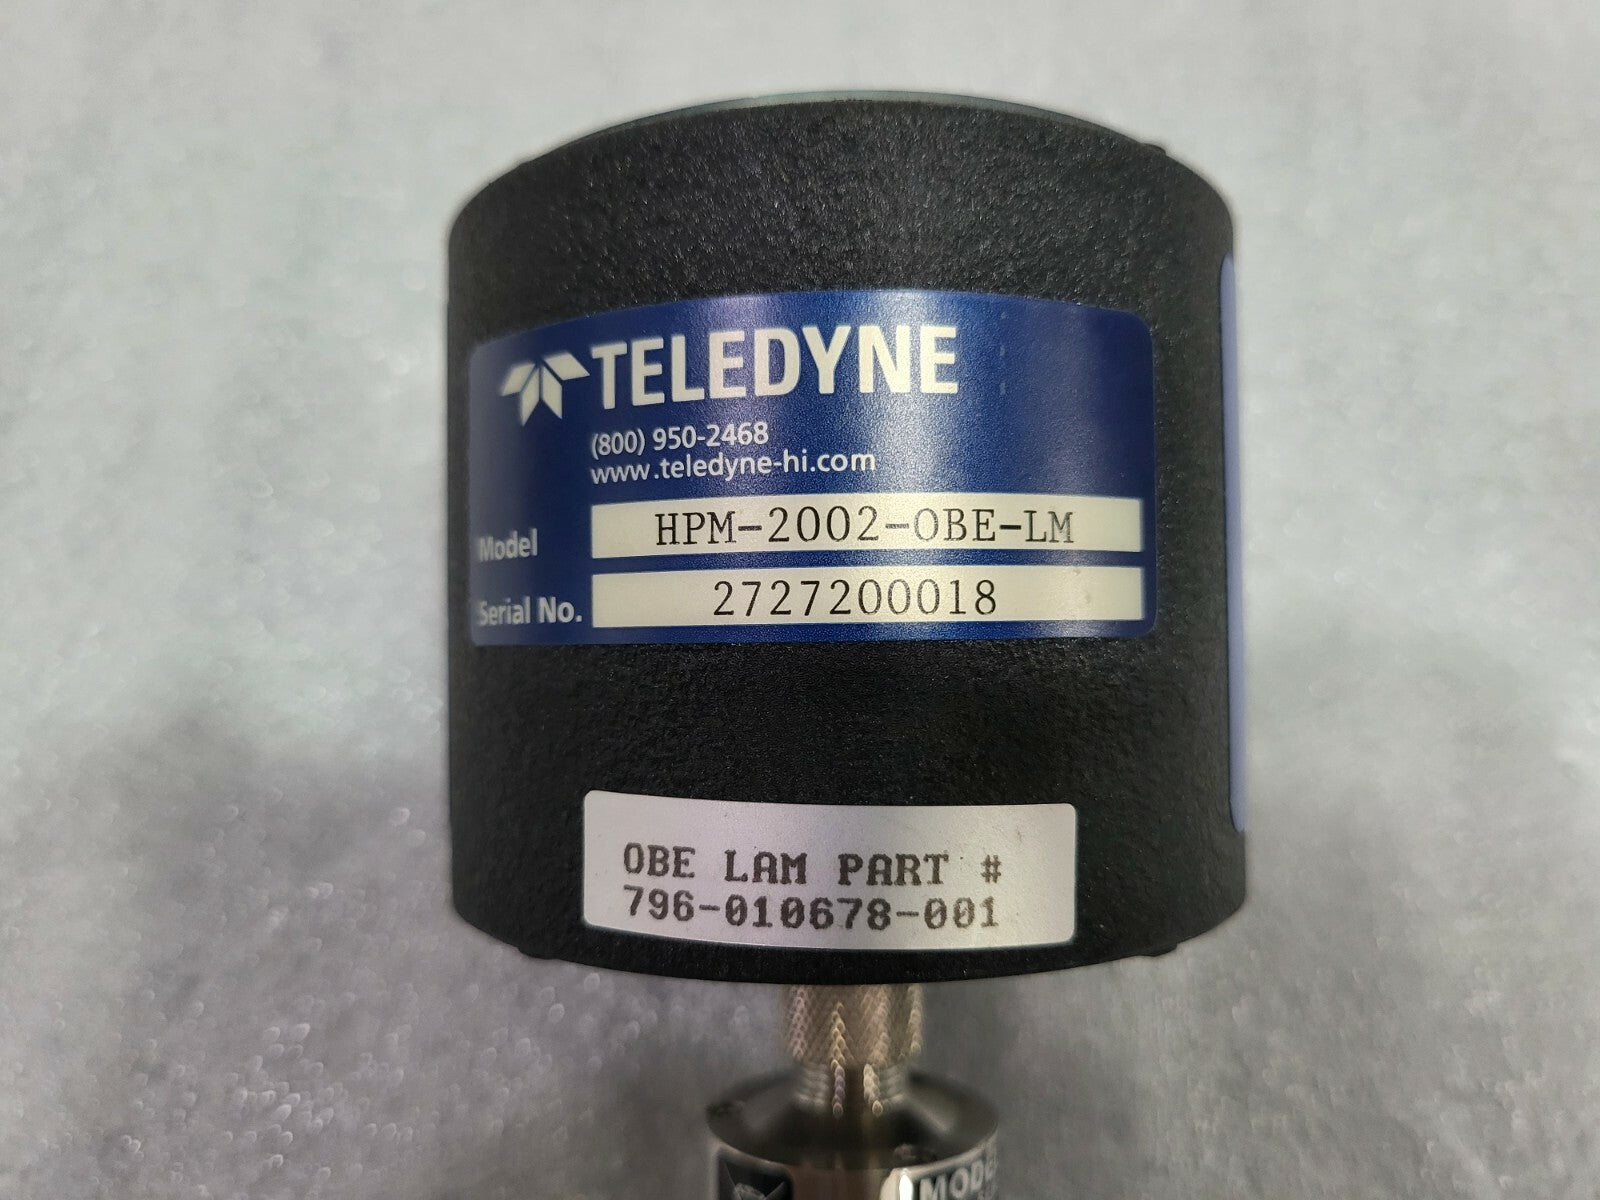 TELEDYNE
(800) 950-2468
www.teledyne-hi.com
Model HPM-2002-OBE-LM
Serial No. 2727200018
OBE LAM PART #
796-010678-001